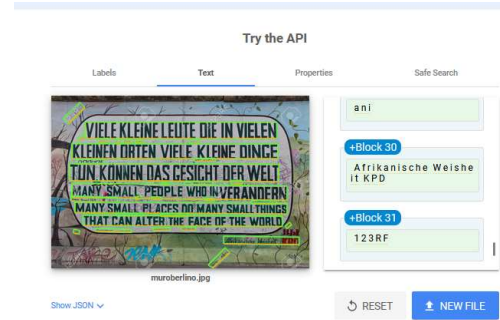 Try the API
Labels
Text
Properties
Safe Search
VIELE KLEINE LEUTE DIE IN VIELEN
KLEINEN ORTEN VIELE KLEINE DINGE
TUN, KÖNNEN DAS GESICHT DER WELT
MANY SMALL PEOPLE WHO IN VERÄNDERN
MANY SMALL PLACES DO MANY SMALL THINGS
THAT CAN ALTER THE FACE OF THE WORLD
muroberlino.jpg
Show JSON
ani
+Block 30
Afrikanische Weishe
it KPD
+Block 31
123RF
RESET
NEW FILE